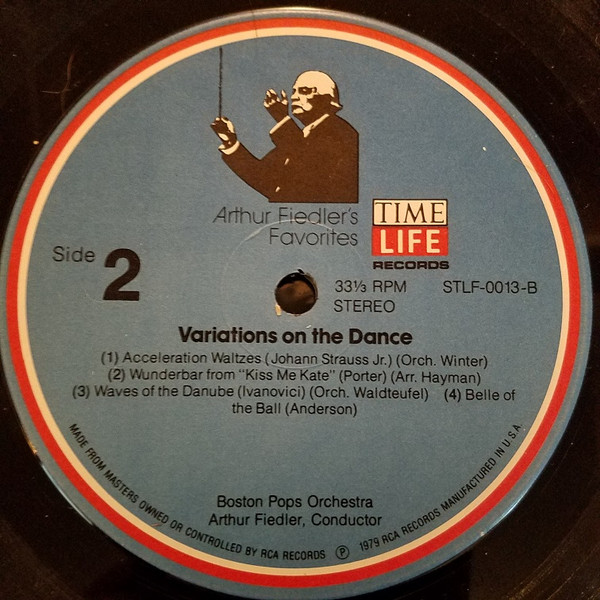 Arthur Fiedler's
Favorites
TIME
LIFE
RECORDS
Side 2
33⅓ RPM STLF-0013-B
STEREO
Variations on the Dance
(1) Acceleration Waltzes (Johann Strauss Jr.) (Orch. Winter)
(2) Wunderbar from "Kiss Me Kate" (Porter) (Arr. Hayman)
(3) Waves of the Danube (Ivanovici) (Orch. Waldteufel) (4) Belle of
the Ball (Anderson)
Boston Pops Orchestra
Arthur Fiedler, Conductor
MADE FROM MASTERS OWNED OR CONTROLLED BY RCA RECORDS ℗ 1979 RCA RECORDS MANUFACTURED IN U.S.A.